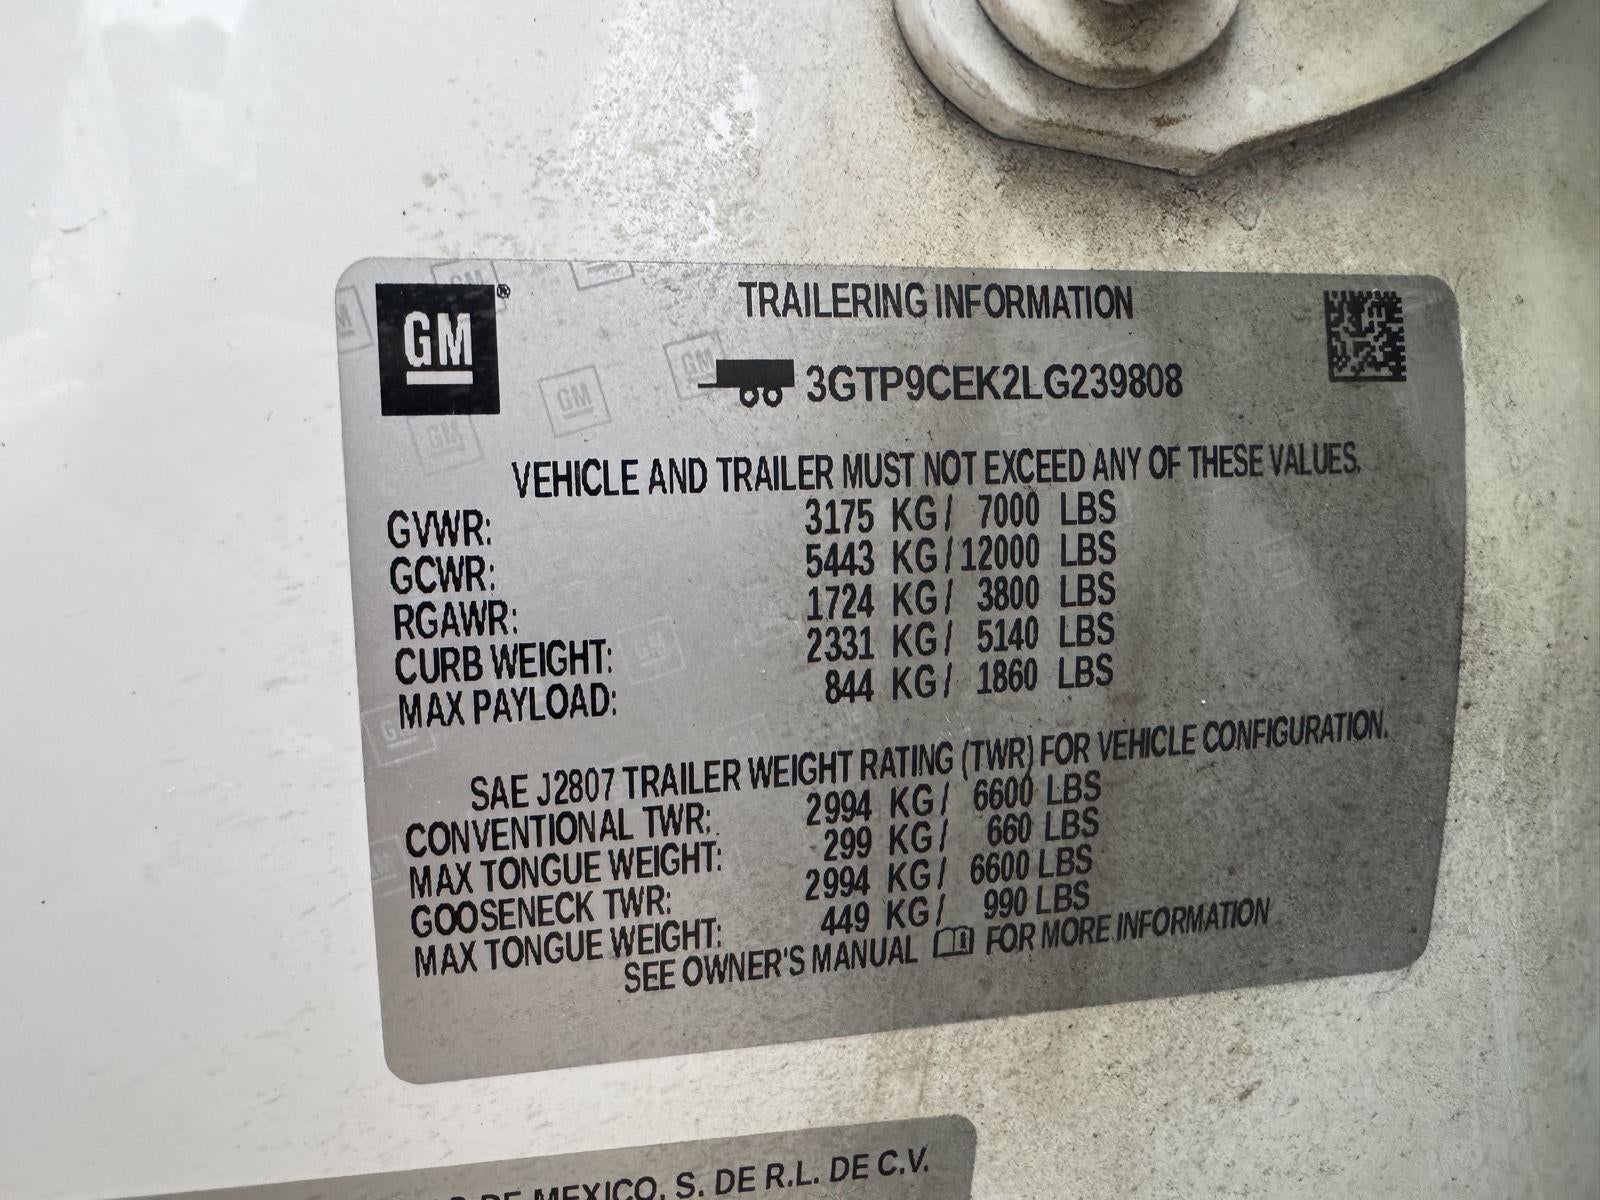 GM®
TRAILERING INFORMATION
3GTP9CEK2LG239808
VEHICLE AND TRAILER MUST NOT EXCEED ANY OF THESE VALUES.
GVWR: 3175 KG/ 7000 LBS
GCWR: 5443 KG/12000 LBS
RGAWR: 1724 KG/ 3800 LBS
CURB WEIGHT: 2331 KG/ 5140 LBS
MAX PAYLOAD: 844 KG/ 1860 LBS
SAE J2807 TRAILER WEIGHT RATING (TWR) FOR VEHICLE CONFIGURATION.
CONVENTIONAL TWR: 2994 KG/ 6600 LBS
MAX TONGUE WEIGHT: 299 KG/ 660 LBS
GOOSENECK TWR: 2994 KG/ 6600 LBS
MAX TONGUE WEIGHT: 449 KG/ 990 LBS
SEE OWNER'S MANUAL FOR MORE INFORMATION
DE MEXICO, S. DE R.L. DE C.V.